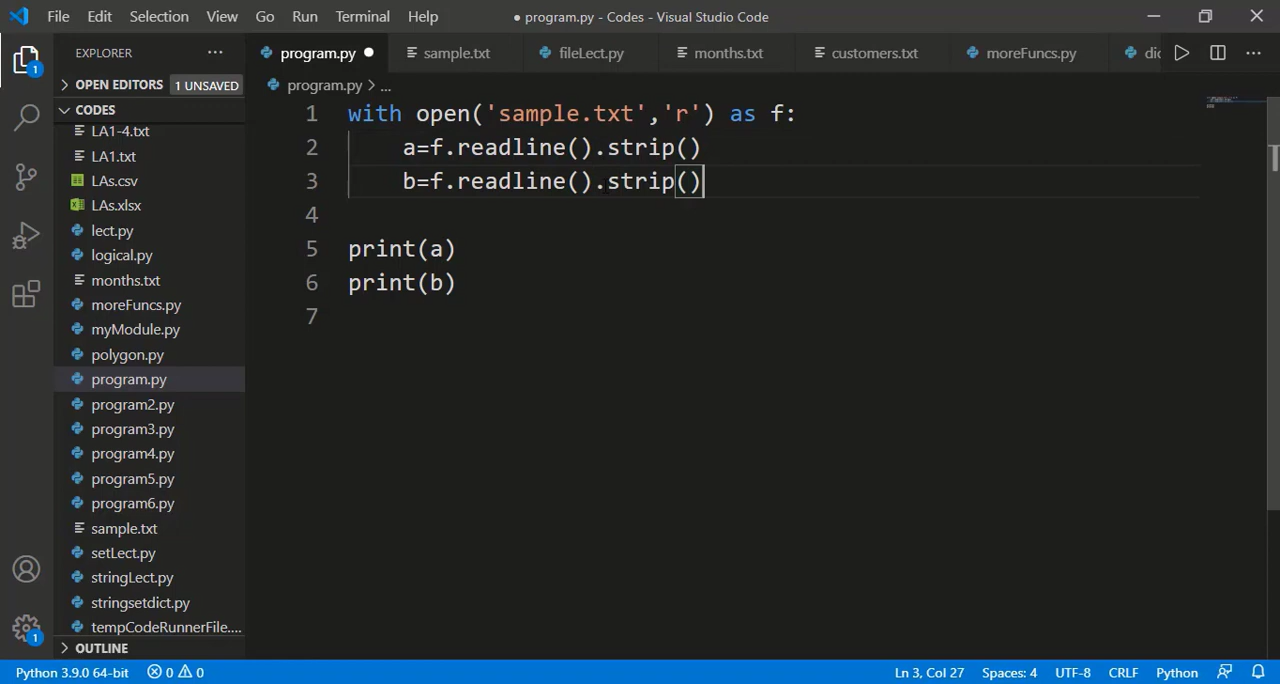 File Edit Selection View Go Run Terminal Help ● program.py - Codes - Visual Studio Code
EXPLORER ...
program.py ● sample.txt fileLect.py months.txt customers.txt moreFuncs.py
OPEN EDITORS 1 UNSAVED
program.py > ...
CODES
LA1-4.txt
LA1.txt
LAs.csv
LAs.xlsx
lect.py
logical.py
months.txt
moreFuncs.py
myModule.py
polygon.py
program.py
program2.py
program3.py
program4.py
program5.py
program6.py
sample.txt
setLect.py
stringLect.py
stringsetdict.py
tempCodeRunnerFile....
OUTLINE
1 with open('sample.txt','r') as f:
2     a=f.readline().strip()
3     b=f.readline().strip()
4
5 print(a)
6 print(b)
7
1
1
Python 3.9.0 64-bit 0 0 Ln 3, Col 27 Spaces: 4 UTF-8 CRLF Python